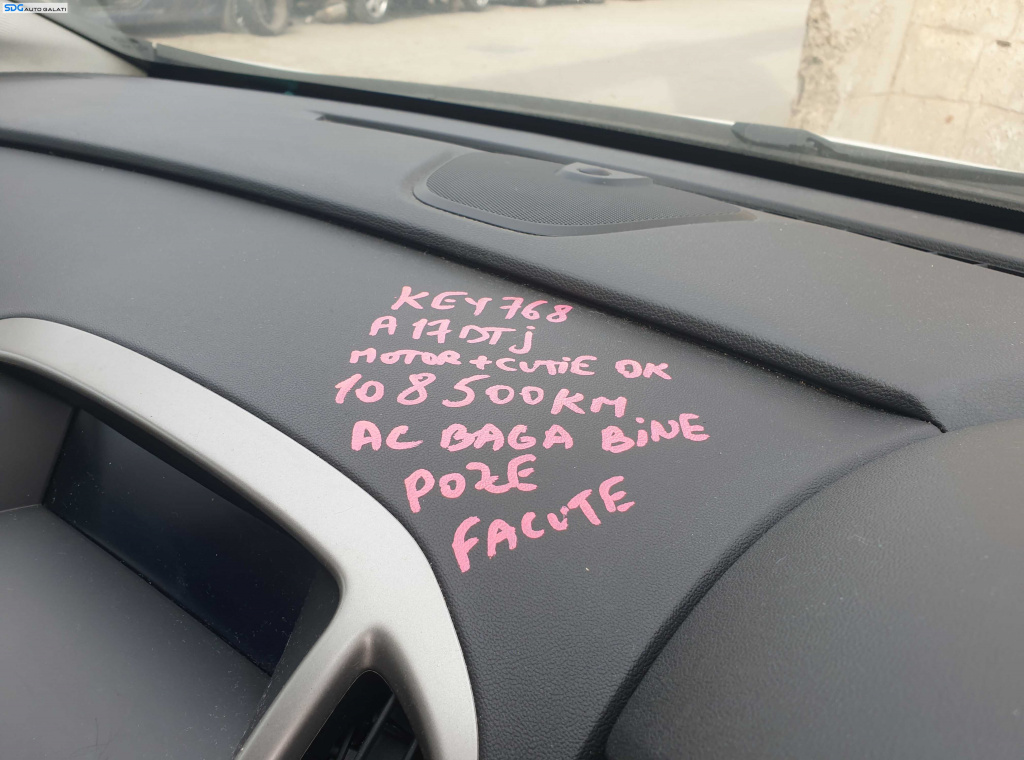 SDG AUTO GALATI
KEY 768
A 17 DTj
MOTOR + CUTiE OK
108500KM
AC BAGA BiNE
POZE
FACUTE